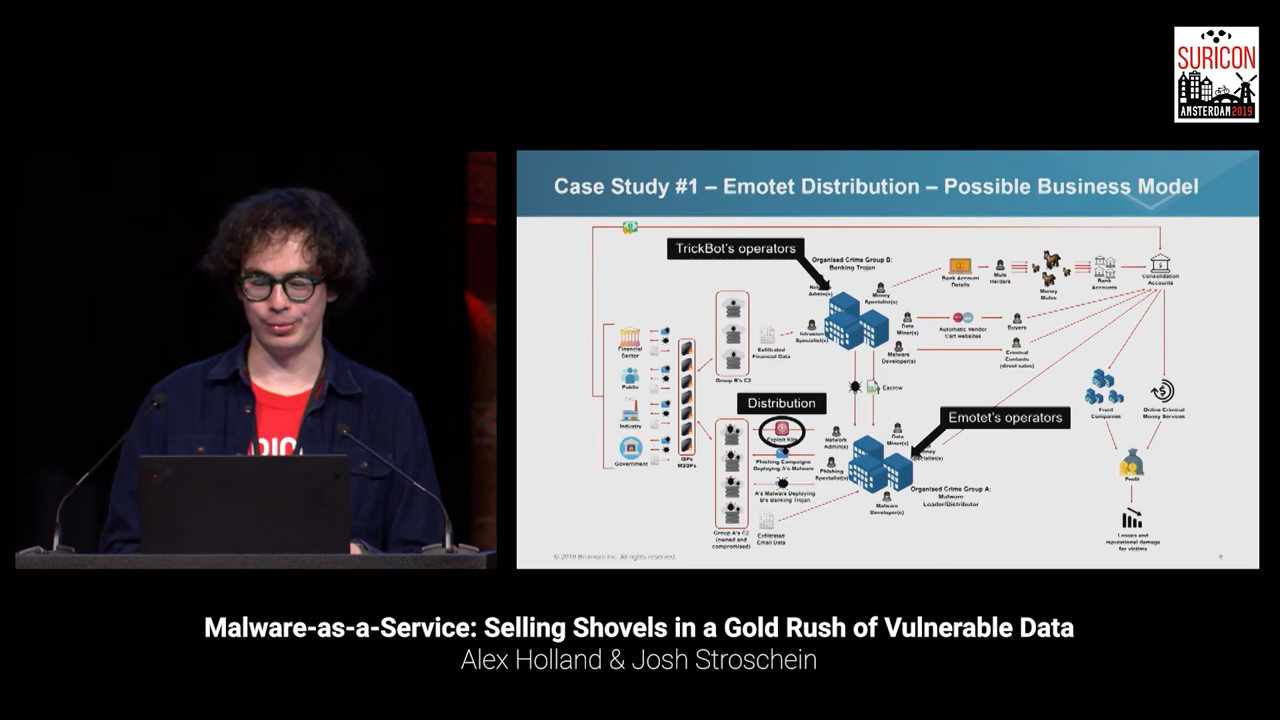 SURICON
AMSTERDAM 2019
Case Study #1 – Emotet Distribution – Possible Business Model
TrickBot's operators
Organised Crime Group B:
Banking Trojan
Admin(s)
Money
Specialist(s)
Bank Account
Details
Mule
Herders
Money
Mules
Bank
Accounts
Consolidation
Accounts
Financial
Sector
Exfiltrated
Financial Data
Intrusion
Specialist(s)
Data
Miner(s)
Automatic Vendor
Cart Websites
Buyers
Malware
Developer(s)
Criminal
Contacts
(direct sales)
Group B's C2
Public
Escrow
Distribution
Emotet's operators
Front
Companies
Online Criminal
Money Services
Industry
Exploit Kits
Network
Admin(s)
Data
Miner(s)
Phishing Campaigns
Deploying A's Malware
Phishing
Specialist(s)
Government
ISPs
MSSPs
A's Malware Deploying
B's Banking Trojan
Malware
Developer(s)
Organised Crime Group A:
Malware
Loader/Distributor
Profit
Group A's C2
(owned and
compromised)
Exfiltrated
Email Data
Losses and
reputational damage
for victims
© 2019 Bromium Inc. All rights reserved.
Malware-as-a-Service: Selling Shovels in a Gold Rush of Vulnerable Data
Alex Holland & Josh Stroschein